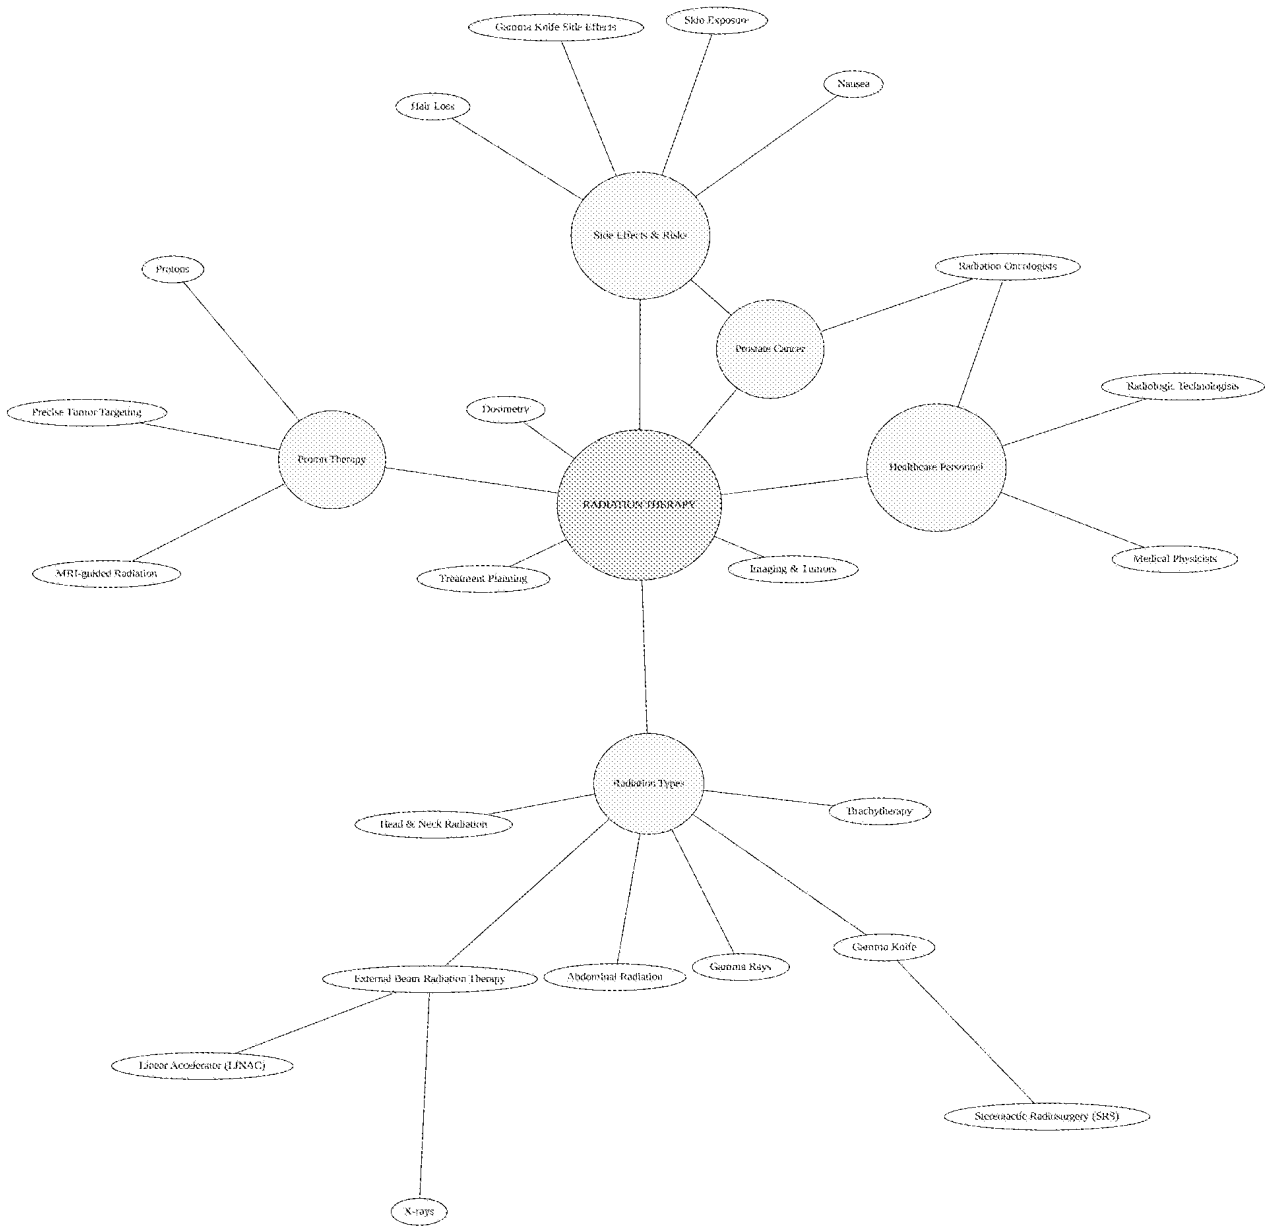 Gamma Knife Side Effects
Skin Exposure
Nausea
Hair Loss
Side Effects & Risks
Protons
Radiation Oncologists
Prostate Cancer
Radiologic Technologists
Precise Tumor Targeting
Dosimetry
Proton Therapy
Healthcare Personnel
RADIATION THERAPY
Medical Physicists
MRI-guided Radiation
Treatment Planning
Imaging & Tumors
Radiation Types
Head & Neck Radiation
Brachytherapy
Gamma Knife
External Beam Radiation Therapy
Abdominal Radiation
Gamma Rays
Linear Accelerator (LINAC)
Stereotactic Radiosurgery (SRS)
X-rays